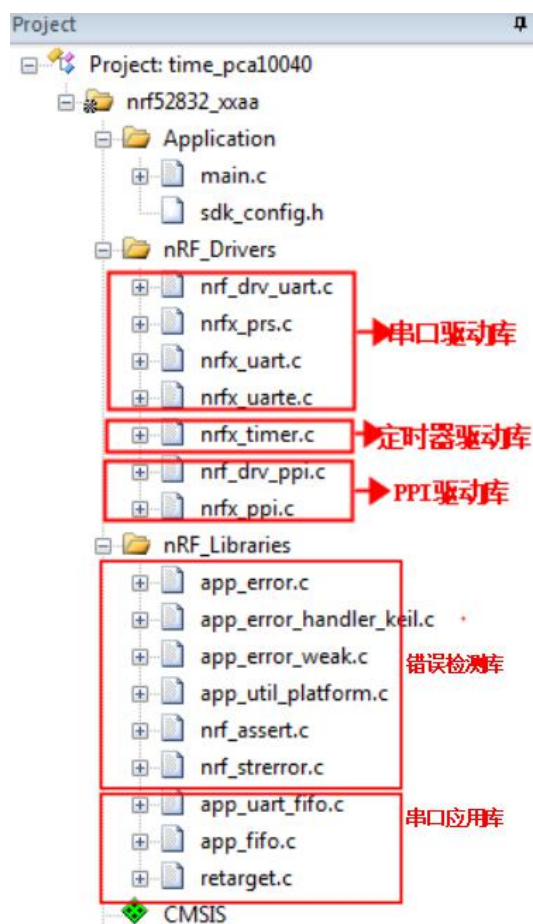 Project
Project: time_pca10040
nrf52832_xxaa
Application
main.c
sdk_config.h
nRF_Drivers
nrf_drv_uart.c
nrfx_prs.c
串口驱动库
nrfx_uart.c
nrfx_uarte.c
nrfx_timer.c
定时器驱动库
nrf_drv_ppi.c
PPI驱动库
nrfx_ppi.c
nRF_Libraries
app_error.c
app_error_handler_keil.c
app_error_weak.c
错误检测库
app_util_platform.c
nrf_assert.c
nrf_strerror.c
app_uart_fifo.c
串口应用库
app_fifo.c
retarget.c
CMSIS